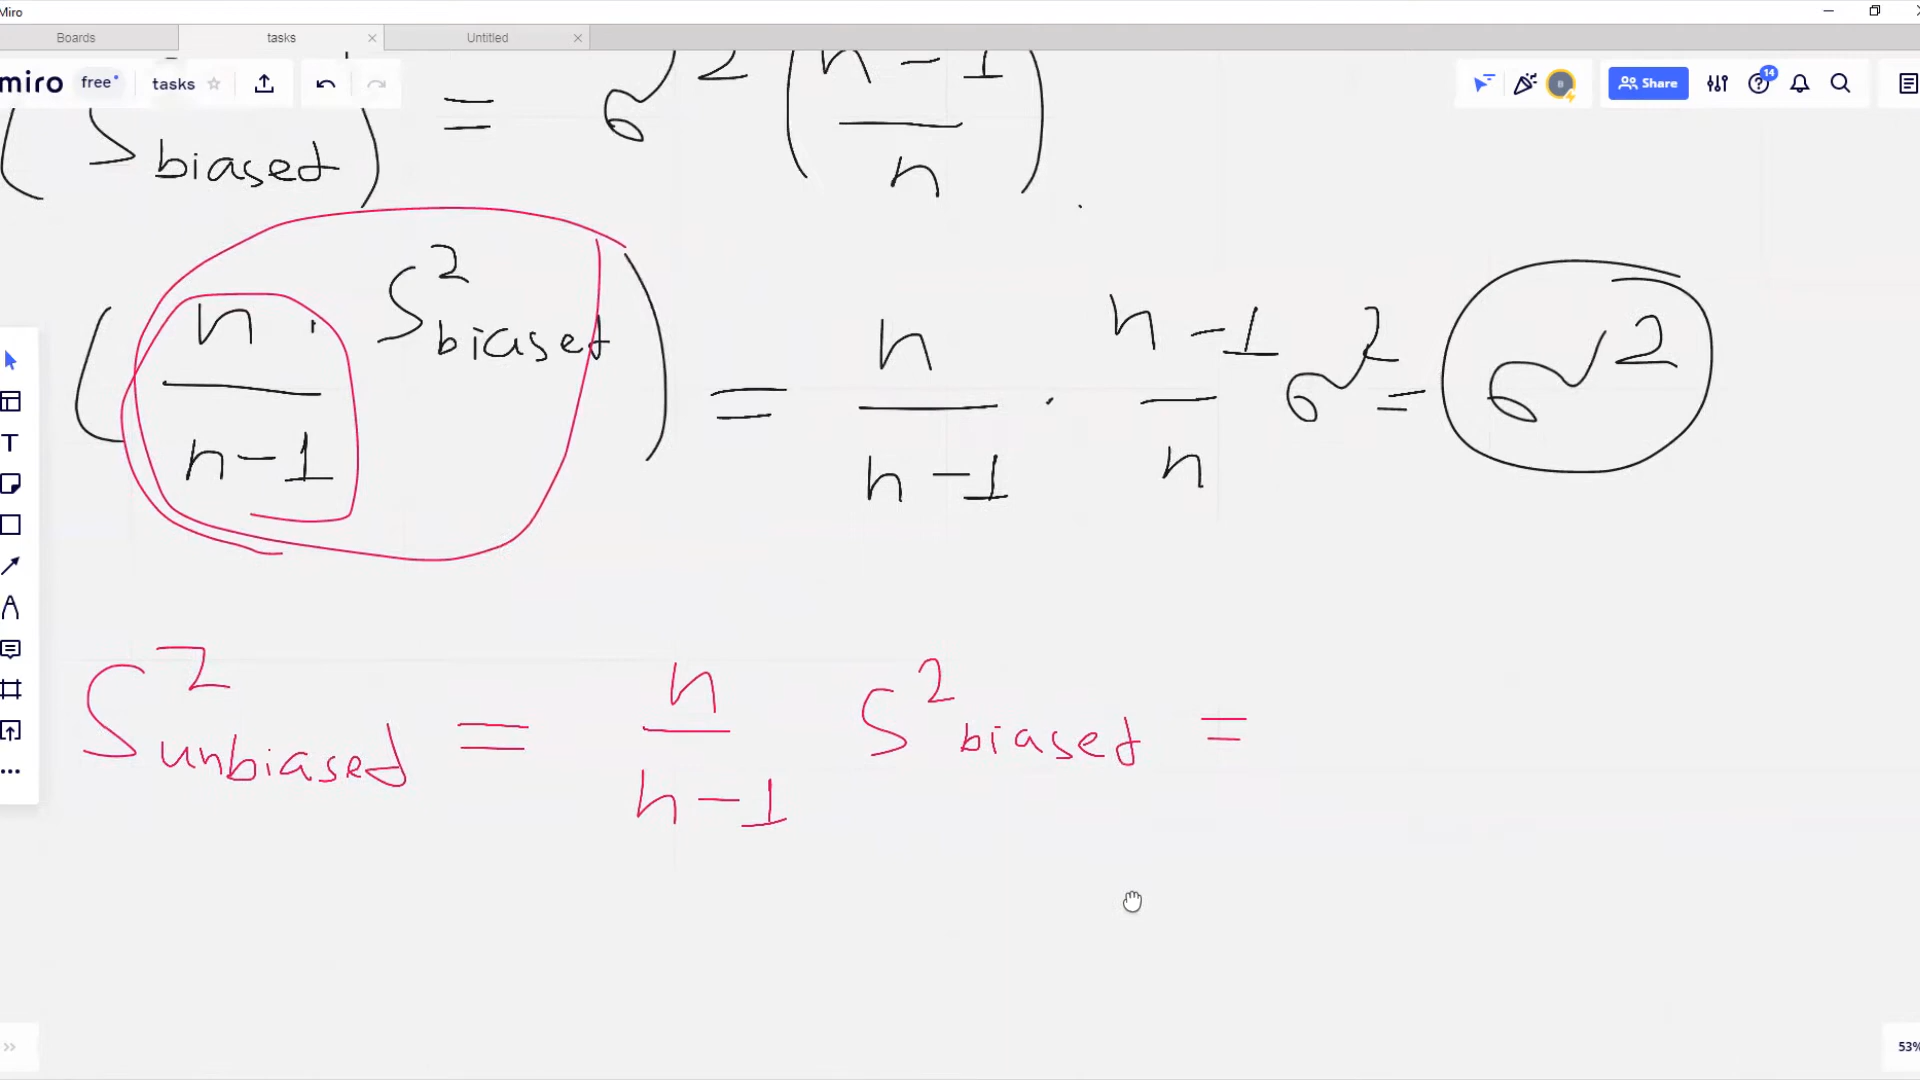 Miro
Boards tasks Untitled
miro free tasks Share 14
(S biased) = σ² (n-1/n).
(n/n-1 · S² biased) = n/n-1 · n-1/n σ² = σ²
S² unbiased = n/n-1 S² biased =
53%